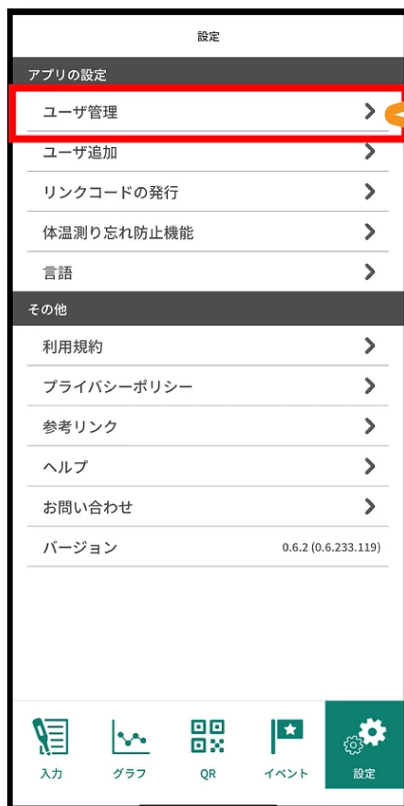 設定
アプリの設定
ユーザ管理
ユーザ追加
リンクコードの発行
体温測り忘れ防止機能
言語
その他
利用規約
プライバシーポリシー
参考リンク
ヘルプ
お問い合わせ
バージョン 0.6.2 (0.6.233.119)
入力 グラフ QR イベント 設定